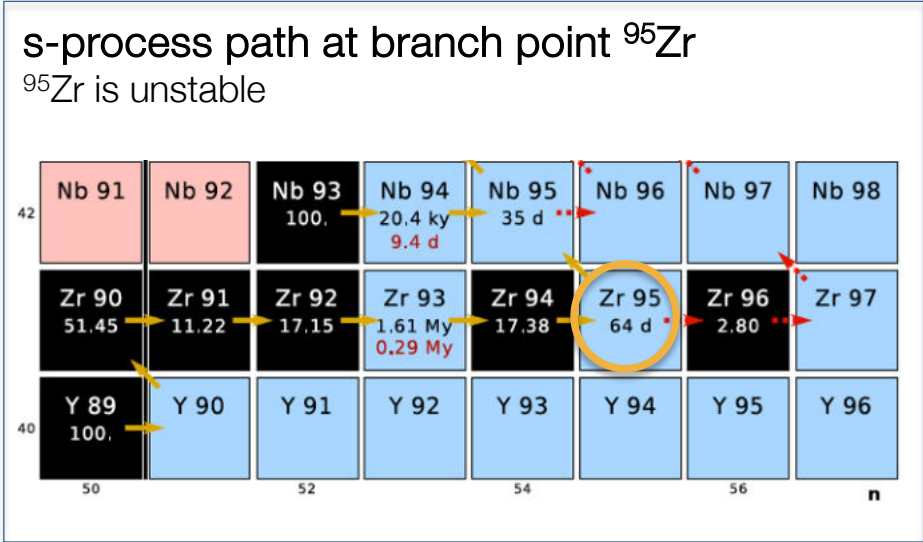 s-process path at branch point ⁹⁵Zr
⁹⁵Zr is unstable
42
Nb 91
Nb 92
Nb 93
100.
Nb 94
20.4 ky
9.4 d
Nb 95
35 d
Nb 96
Nb 97
Nb 98
Zr 90
51.45
Zr 91
11.22
Zr 92
17.15
Zr 93
1.61 My
0.29 My
Zr 94
17.38
Zr 95
64 d
Zr 96
2.80
Zr 97
40
Y 89
100.
Y 90
Y 91
Y 92
Y 93
Y 94
Y 95
Y 96
50
52
54
56
n